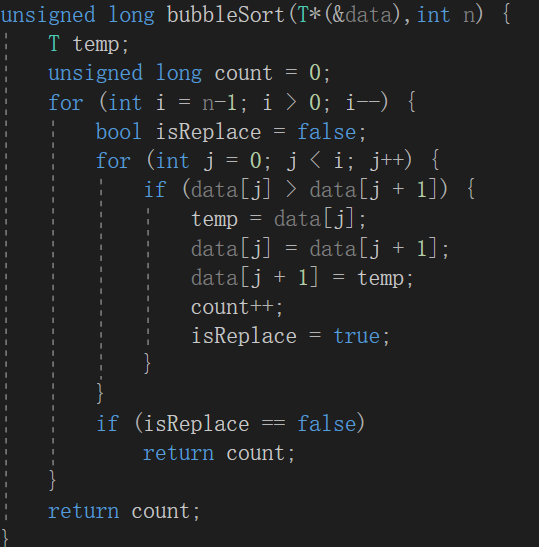 unsigned long bubbleSort(T*(&data),int n) {
    T temp;
    unsigned long count = 0;
    for (int i = n-1; i > 0; i--) {
        bool isReplace = false;
        for (int j = 0; j < i; j++) {
            if (data[j] > data[j + 1]) {
                temp = data[j];
                data[j] = data[j + 1];
                data[j + 1] = temp;
                count++;
                isReplace = true;
            }
        }
        if (isReplace == false)
            return count;
    }
    return count;
}